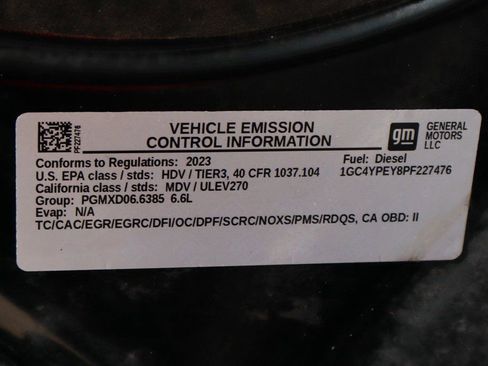 PF227476
VEHICLE EMISSION
CONTROL INFORMATION
gm
GENERAL
MOTORS
LLC
Conforms to Regulations: 2023
Fuel: Diesel
U.S. EPA class / stds: HDV / TIER3, 40 CFR 1037.104
1GC4YPEY8PF227476
California class / stds: MDV / ULEV270
Group: PGMXD06.6385 6.6L
Evap: N/A
TC/CAC/EGR/EGRC/DFI/OC/DPF/SCRC/NOXS/PMS/RDQS, CA OBD: II